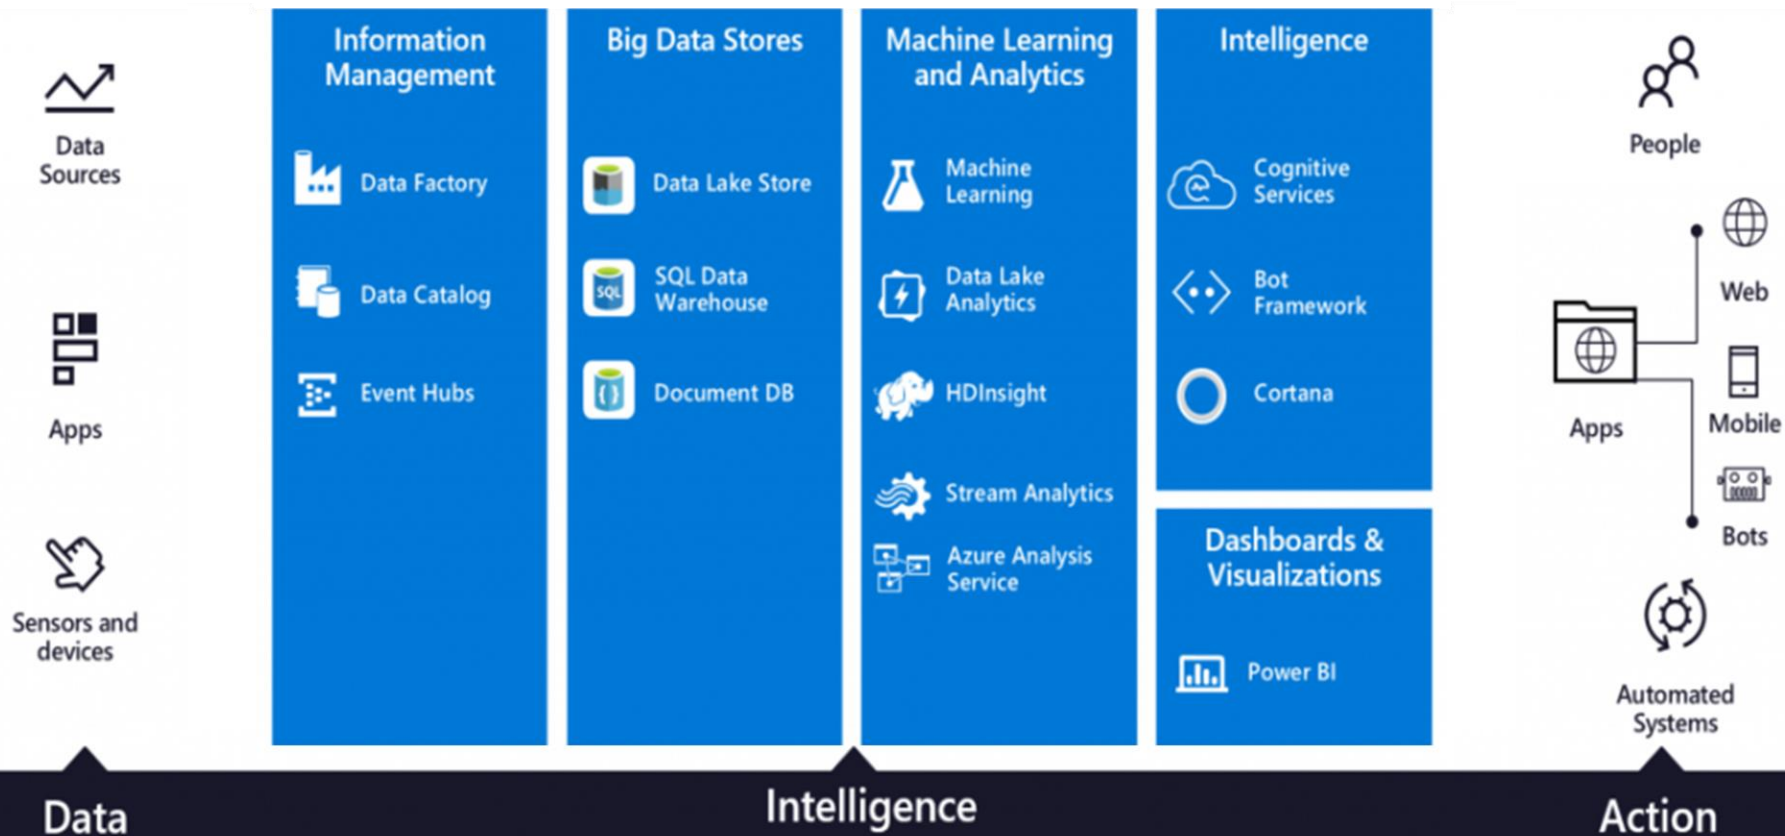 Data
Sources
Apps
Sensors and
devices
Information
Management
Data Factory
Data Catalog
Event Hubs
Big Data Stores
Data Lake Store
SQL Data
Warehouse
SQL
Document DB
Machine Learning
and Analytics
Machine
Learning
Data Lake
Analytics
HDInsight
Stream Analytics
Azure Analysis
Service
Intelligence
Cognitive
Services
Bot
Framework
Cortana
Dashboards &
Visualizations
Power BI
People
Web
Apps
Mobile
Bots
Automated
Systems
Data
Intelligence
Action